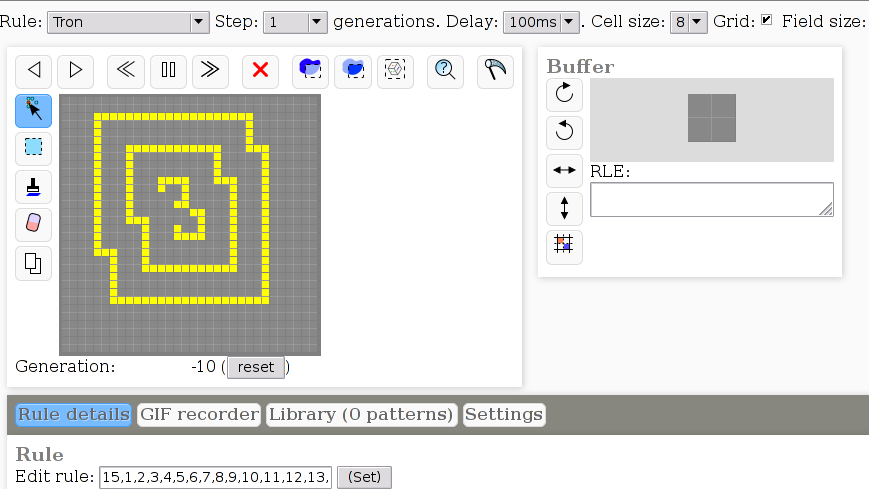 Rule: Tron Step: 1 generations. Delay: 100ms . Cell size: 8 Grid: Field size:
Buffer
RLE:
Generation: -10 (reset)
Rule details GIF recorder Library (0 patterns) Settings
Rule
Edit rule: 15,1,2,3,4,5,6,7,8,9,10,11,12,13, (Set)